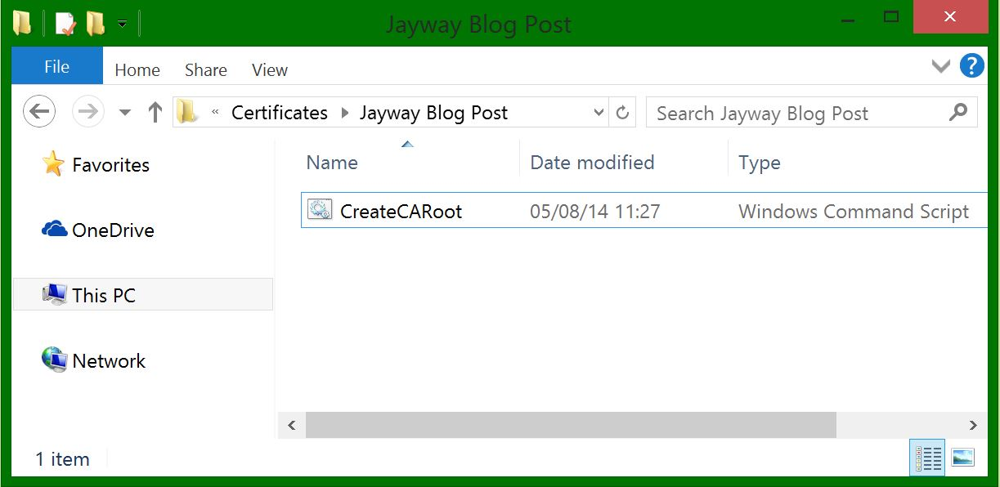 Jayway Blog Post
File Home Share View ?
« Certificates Jayway Blog Post Search Jayway Blog Post
Favorites
OneDrive
This PC
Network
Name Date modified Type
CreateCARoot 05/08/14 11:27 Windows Command Script
1 item